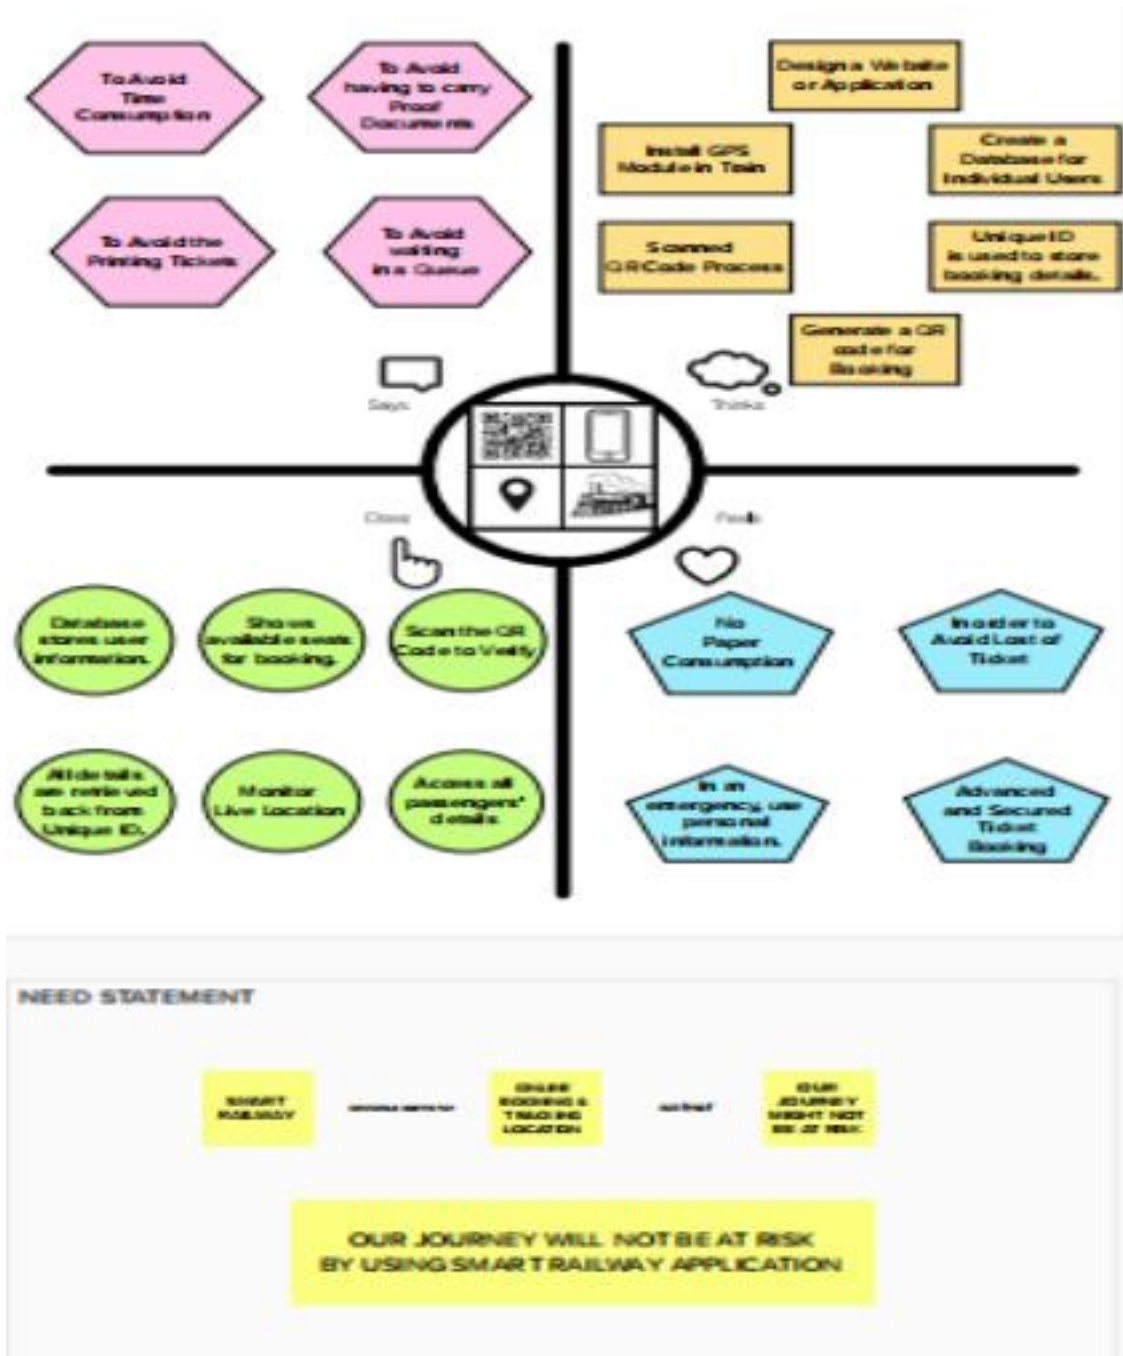 To Avoid
Time
Consumption
To Avoid
having to carry
Proof
Documents
To Avoid the
Printing Tickets
To Avoid
waiting
in a Queue
Says
Design a Website
or Application
Install GPS
Module in Train
Create a
Database for
Individual Users
Scanned
QR Code Process
Unique ID
is used to store
booking details.
Generate a QR
code for
Booking
Thinks
Does
Database
stores user
information.
Shows
available seats
for booking.
Scan the QR
Code to Verify
All details
are retrieved
back from
Unique ID.
Monitor
Live Location
Access all
passengers'
details
Feels
No
Paper
Consumption
In order to
Avoid Lost of
Ticket
In an
emergency, use
personal
information.
Advanced
and Secured
Ticket
Booking
NEED STATEMENT
SMART
RAILWAY
ONLINE
BOOKING &
TRACKING
LOCATION
OUR
JOURNEY
MIGHT NOT
BE AT RISK
OUR JOURNEY WILL NOT BE AT RISK
BY USING SMART RAILWAY APPLICATION